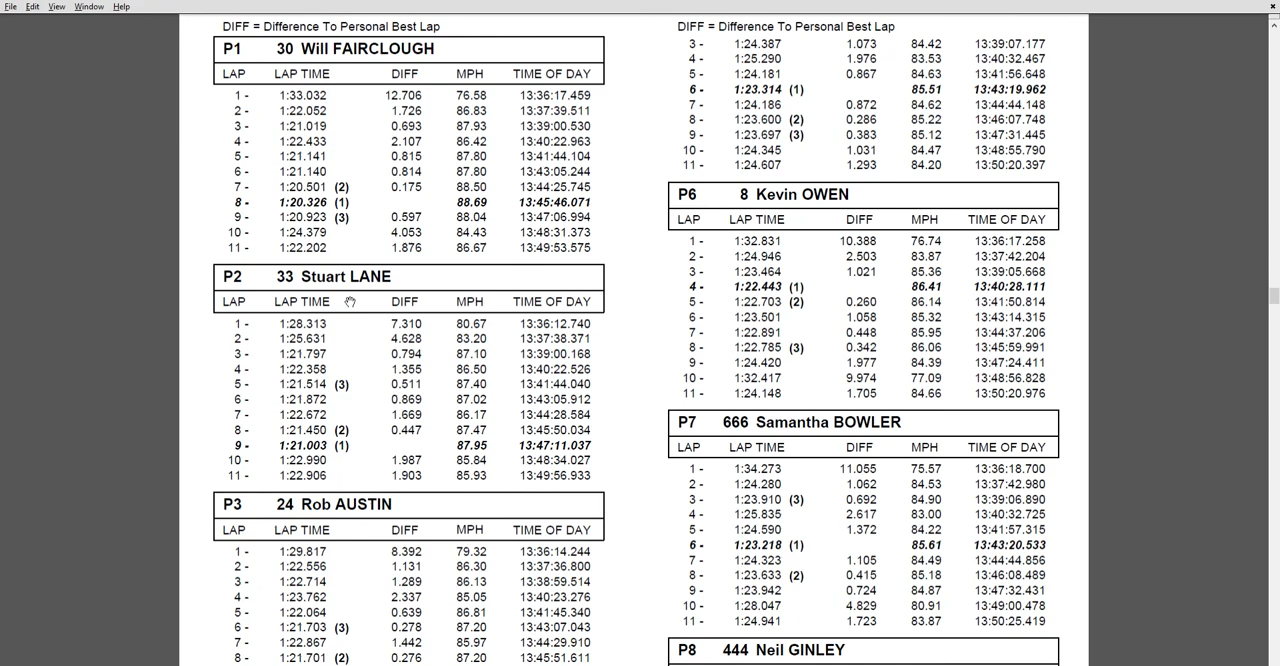 File Edit View Window Help
DIFF = Difference To Personal Best Lap
P1 30 Will FAIRCLOUGH
LAP LAP TIME DIFF MPH TIME OF DAY
1 - 1:33.032 12.706 76.58 13:36:17.459
2 - 1:22.052 1.726 86.83 13:37:39.511
3 - 1:21.019 0.693 87.93 13:39:00.530
4 - 1:22.433 2.107 86.42 13:40:22.963
5 - 1:21.141 0.815 87.80 13:41:44.104
6 - 1:21.140 0.814 87.80 13:43:05.244
7 - 1:20.501 (2) 0.175 88.50 13:44:25.745
8 - 1:20.326 (1) 88.69 13:45:46.071
9 - 1:20.923 (3) 0.597 88.04 13:47:06.994
10 - 1:24.379 4.053 84.43 13:48:31.373
11 - 1:22.202 1.876 86.67 13:49:53.575
P2 33 Stuart LANE
LAP LAP TIME DIFF MPH TIME OF DAY
1 - 1:28.313 7.310 80.67 13:36:12.740
2 - 1:25.631 4.628 83.20 13:37:38.371
3 - 1:21.797 0.794 87.10 13:39:00.168
4 - 1:22.358 1.355 86.50 13:40:22.526
5 - 1:21.514 (3) 0.511 87.40 13:41:44.040
6 - 1:21.872 0.869 87.02 13:43:05.912
7 - 1:22.672 1.669 86.17 13:44:28.584
8 - 1:21.450 (2) 0.447 87.47 13:45:50.034
9 - 1:21.003 (1) 87.95 13:47:11.037
10 - 1:22.990 1.987 85.84 13:48:34.027
11 - 1:22.906 1.903 85.93 13:49:56.933
P3 24 Rob AUSTIN
LAP LAP TIME DIFF MPH TIME OF DAY
1 - 1:29.817 8.392 79.32 13:36:14.244
2 - 1:22.556 1.131 86.30 13:37:36.800
3 - 1:22.714 1.289 86.13 13:38:59.514
4 - 1:23.762 2.337 85.05 13:40:23.276
5 - 1:22.064 0.639 86.81 13:41:45.340
6 - 1:21.703 (3) 0.278 87.20 13:43:07.043
7 - 1:22.867 1.442 85.97 13:44:29.910
8 - 1:21.701 (2) 0.276 87.20 13:45:51.611
DIFF = Difference To Personal Best Lap
3 - 1:24.387 1.073 84.42 13:39:07.177
4 - 1:25.290 1.976 83.53 13:40:32.467
5 - 1:24.181 0.867 84.63 13:41:56.648
6 - 1:23.314 (1) 85.51 13:43:19.962
7 - 1:24.186 0.872 84.62 13:44:44.148
8 - 1:23.600 (2) 0.286 85.22 13:46:07.748
9 - 1:23.697 (3) 0.383 85.12 13:47:31.445
10 - 1:24.345 1.031 84.47 13:48:55.790
11 - 1:24.607 1.293 84.20 13:50:20.397
P6 8 Kevin OWEN
LAP LAP TIME DIFF MPH TIME OF DAY
1 - 1:32.831 10.388 76.74 13:36:17.258
2 - 1:24.946 2.503 83.87 13:37:42.204
3 - 1:23.464 1.021 85.36 13:39:05.668
4 - 1:22.443 (1) 86.41 13:40:28.111
5 - 1:22.703 (2) 0.260 86.14 13:41:50.814
6 - 1:23.501 1.058 85.32 13:43:14.315
7 - 1:22.891 0.448 85.95 13:44:37.206
8 - 1:22.785 (3) 0.342 86.06 13:45:59.991
9 - 1:24.420 1.977 84.39 13:47:24.411
10 - 1:32.417 9.974 77.09 13:48:56.828
11 - 1:24.148 1.705 84.66 13:50:20.976
P7 666 Samantha BOWLER
LAP LAP TIME DIFF MPH TIME OF DAY
1 - 1:34.273 11.055 75.57 13:36:18.700
2 - 1:24.280 1.062 84.53 13:37:42.980
3 - 1:23.910 (3) 0.692 84.90 13:39:06.890
4 - 1:25.835 2.617 83.00 13:40:32.725
5 - 1:24.590 1.372 84.22 13:41:57.315
6 - 1:23.218 (1) 85.61 13:43:20.533
7 - 1:24.323 1.105 84.49 13:44:44.856
8 - 1:23.633 (2) 0.415 85.18 13:46:08.489
9 - 1:23.942 0.724 84.87 13:47:32.431
10 - 1:28.047 4.829 80.91 13:49:00.478
11 - 1:24.941 1.723 83.87 13:50:25.419
P8 444 Neil GINLEY